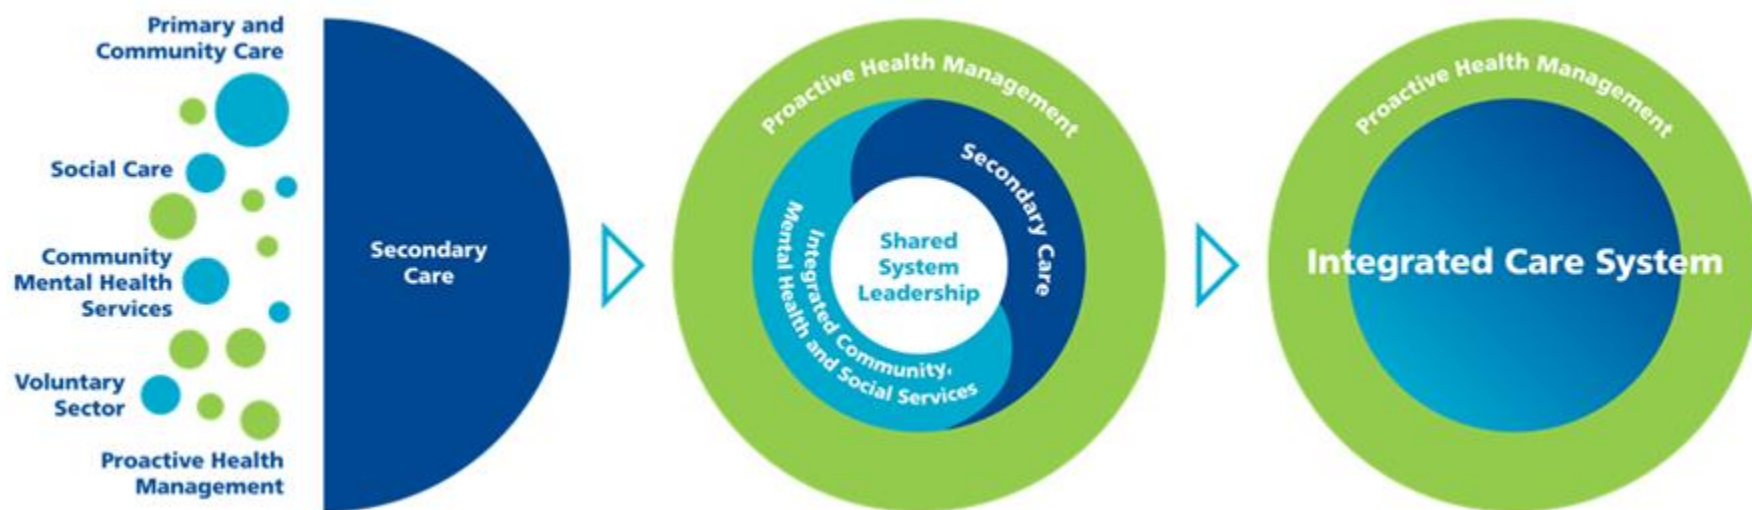 Primary and
Community Care
Social Care
Community
Mental Health
Services
Voluntary
Sector
Proactive Health
Management
Secondary
Care
Proactive Health Management
Secondary Care
Integrated Community,
Mental Health and Social Services
Shared
System
Leadership
Proactive Health Management
Integrated Care System